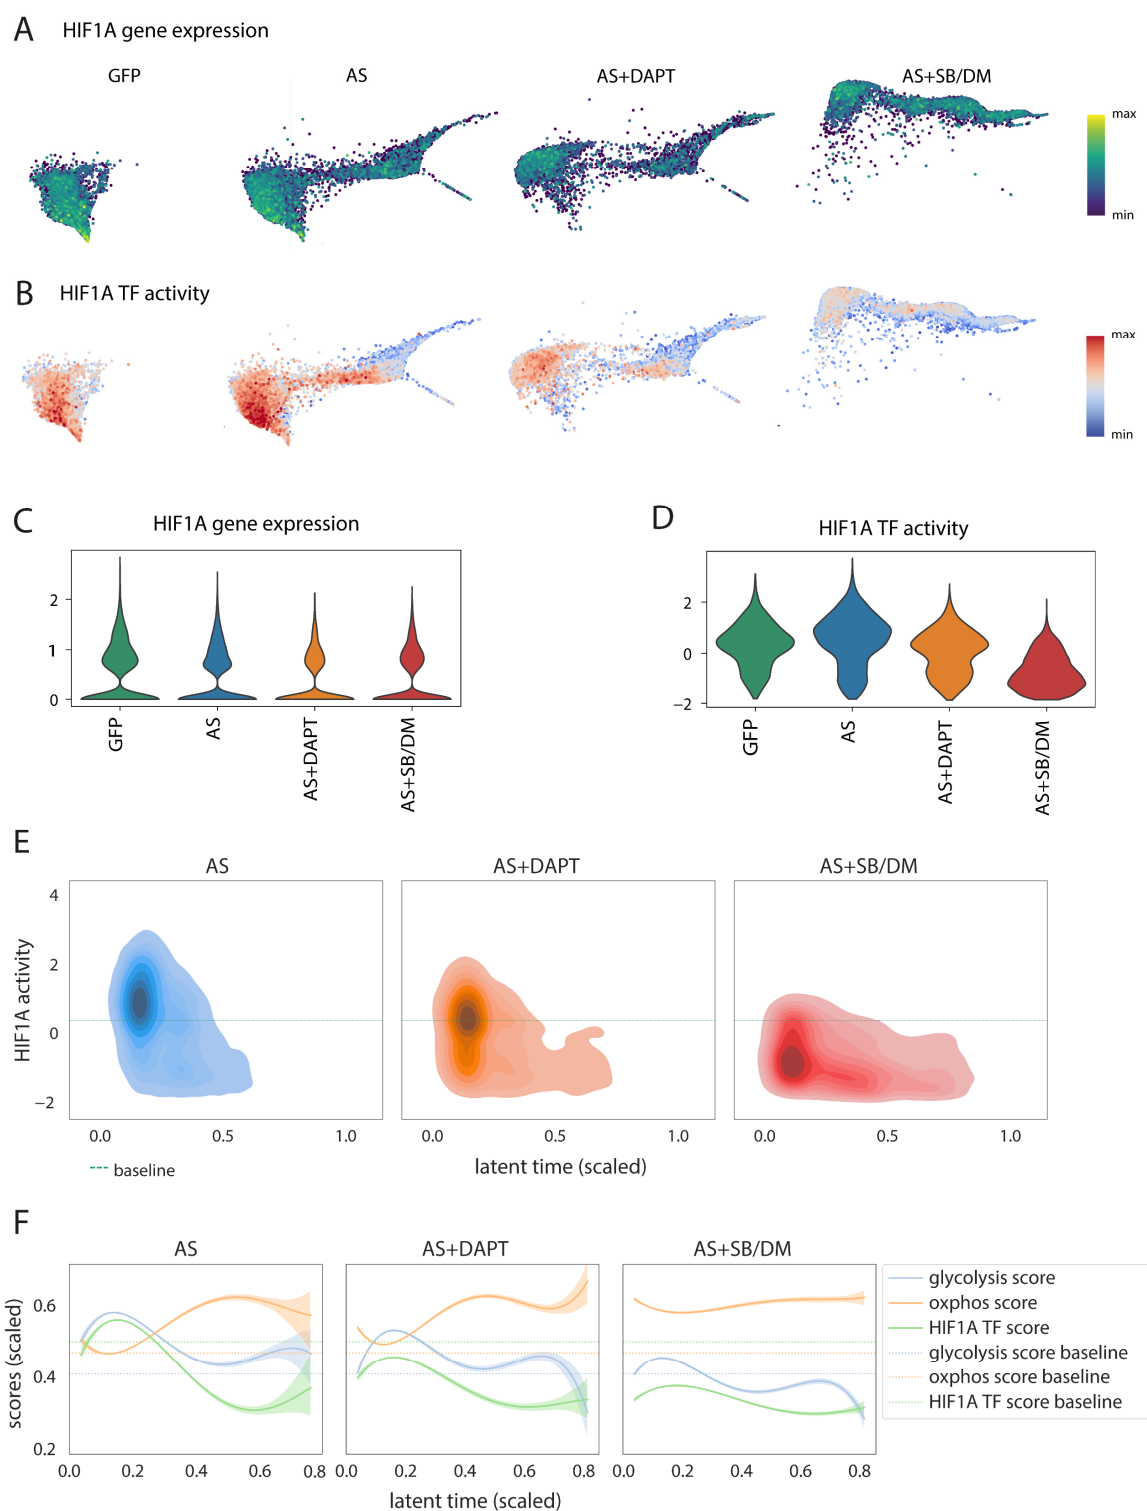 A HIF1A gene expression
GFP AS AS+DAPT AS+SB/DM
max
min
B HIF1A TF activity
max
min
C HIF1A gene expression
2
1
0
GFP AS AS+DAPT AS+SB/DM
D HIF1A TF activity
2
0
−2
GFP AS AS+DAPT AS+SB/DM
E
AS AS+DAPT AS+SB/DM
HIF1A activity
4
2
0
−2
0.0 0.5 1.0 0.0 0.5 1.0 0.0 0.5 1.0
baseline
latent time (scaled)
F
AS AS+DAPT AS+SB/DM
scores (scaled)
0.6
0.4
0.2
0.0 0.2 0.4 0.6 0.8 0.0 0.2 0.4 0.6 0.8 0.0 0.2 0.4 0.6 0.8
latent time (scaled)
glycolysis score
oxphos score
HIF1A TF score
glycolysis score baseline
oxphos score baseline
HIF1A TF score baseline